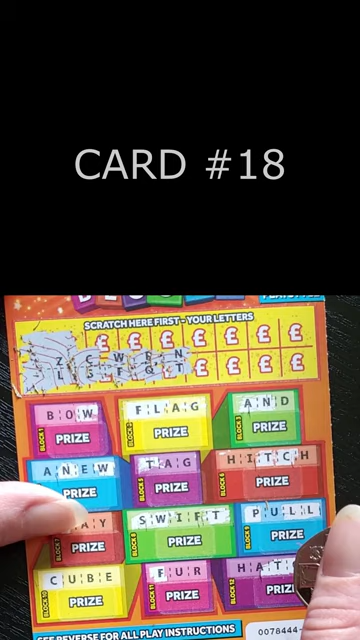 CARD #18
SCRATCH HERE FIRST - YOUR LETTERS
£ £ £ £ £ £ £
Z C W R N
£ £ £ £ £
L S F Q T
BLOCK 1 BOW PRIZE
FLAG PRIZE
BLOCK 3 AND PRIZE
BLOCK 4 ANEW PRIZE
BLOCK 5 TAG PRIZE
BLOCK 6 HITCH PRIZE
BLOCK 7 AY PRIZE
BLOCK 8 SWIFT PRIZE
BLOCK 9 PULL PRIZE
BLOCK 10 CUBE PRIZE
BLOCK 11 FUR PRIZE
BLOCK 12 HAT PRIZE
SEE REVERSE FOR ALL PLAY INSTRUCTIONS
0078444-